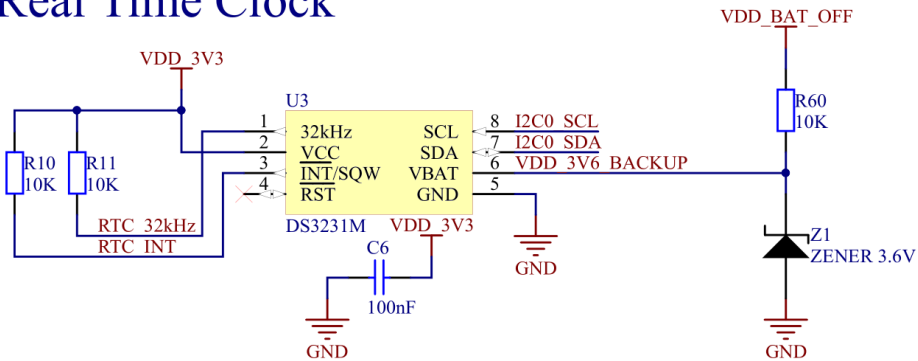 Real Time Clock
VDD_BAT_OFF
VDD_3V3
R60
10K
U3
1
32kHz
SCL
8
I2C0_SCL
2
VCC
SDA
7
I2C0_SDA
3
INT/SQW
VBAT
6
VDD_3V6_BACKUP
4
RST
GND
5
R10
10K
R11
10K
RTC_32kHz
RTC_INT
DS3231M
VDD_3V3
C6
100nF
GND
GND
Z1
ZENER 3.6V
GND